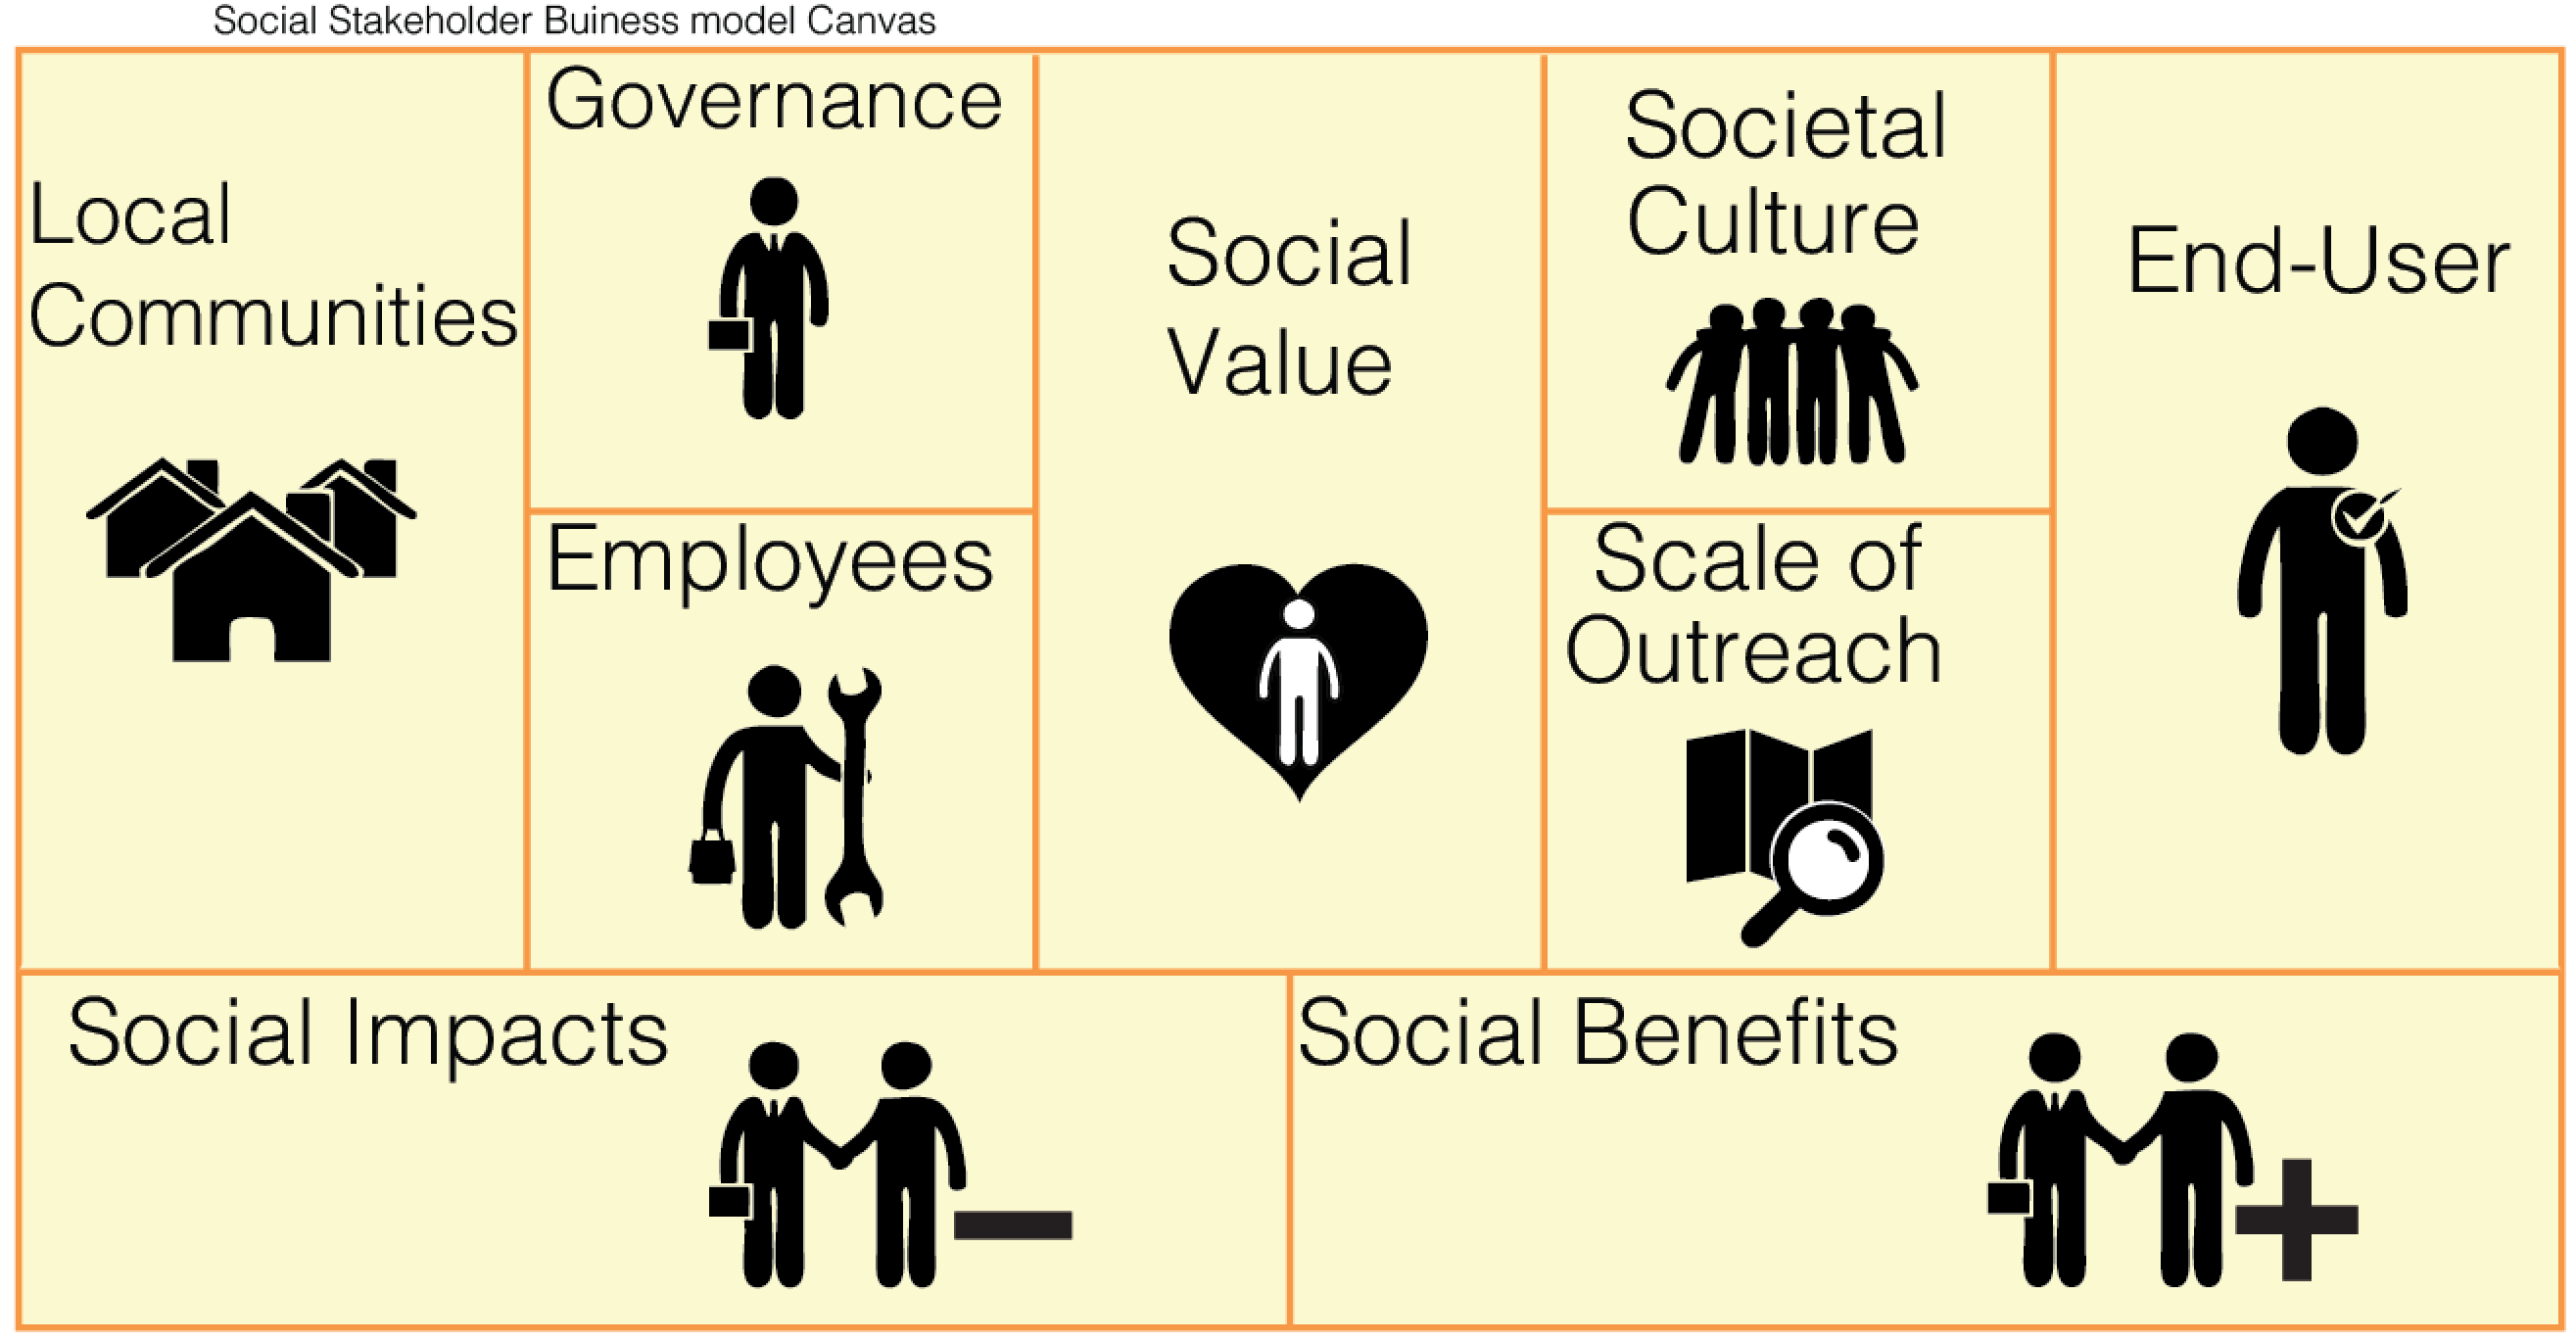 Social Stakeholder Buiness model Canvas
Local
Communities
Governance
Employees
Social
Value
Societal
Culture
Scale of
Outreach
End-User
Social Impacts
Social Benefits